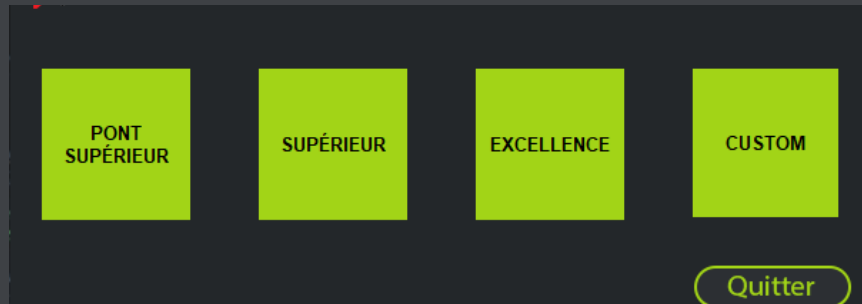 PONT
SUPÉRIEUR
SUPÉRIEUR
EXCELLENCE
CUSTOM
Quitter